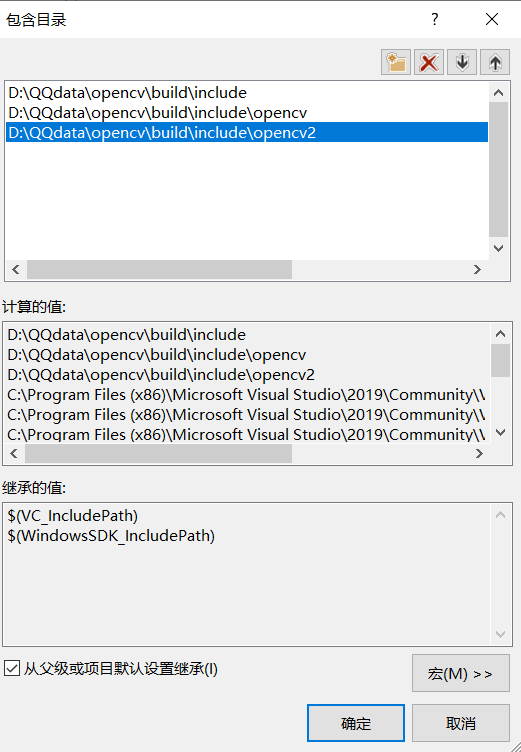 包含目录
?
D:\QQdata\opencv\build\include
D:\QQdata\opencv\build\include\opencv
D:\QQdata\opencv\build\include\opencv2
计算的值:
D:\QQdata\opencv\build\include
D:\QQdata\opencv\build\include\opencv
D:\QQdata\opencv\build\include\opencv2
C:\Program Files (x86)\Microsoft Visual Studio\2019\Community\\
C:\Program Files (x86)\Microsoft Visual Studio\2019\Community\\
C:\Program Files (x86)\Microsoft Visual Studio\2019\Community\\
继承的值:
$(VC_IncludePath)
$(WindowsSDK_IncludePath)
从父级或项目默认设置继承(I)
宏(M) >>
确定
取消